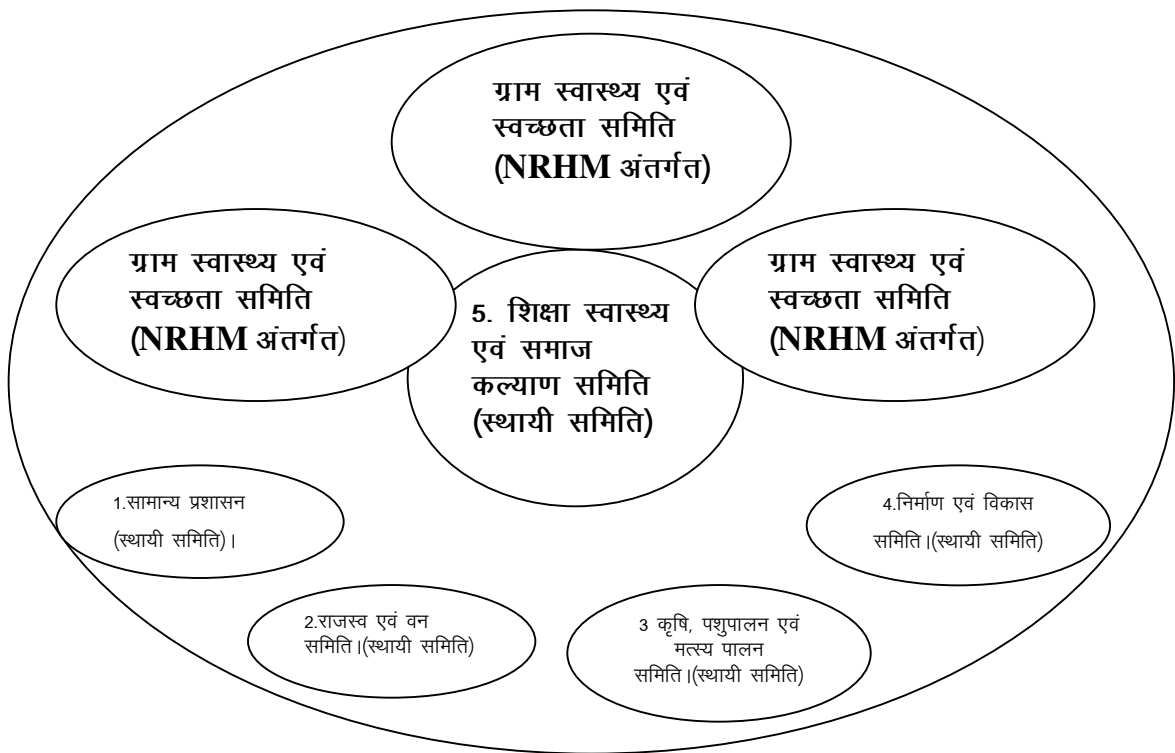 ग्राम स्वास्थ्य एवं
स्वच्छता समिति
(NRHM अंतर्गत)
ग्राम स्वास्थ्य एवं
स्वच्छता समिति
(NRHM अंतर्गत)
ग्राम स्वास्थ्य एवं
स्वच्छता समिति
(NRHM अंतर्गत)
5. शिक्षा स्वास्थ्य
एवं समाज
कल्याण समिति
(स्थायी समिति)
1.सामान्य प्रशासन
(स्थायी समिति)।
2.राजस्व एवं वन
समिति।(स्थायी समिति)
3 कृषि, पशुपालन एवं
मत्स्य पालन
समिति।(स्थायी समिति)
4.निर्माण एवं विकास
समिति।(स्थायी समिति)